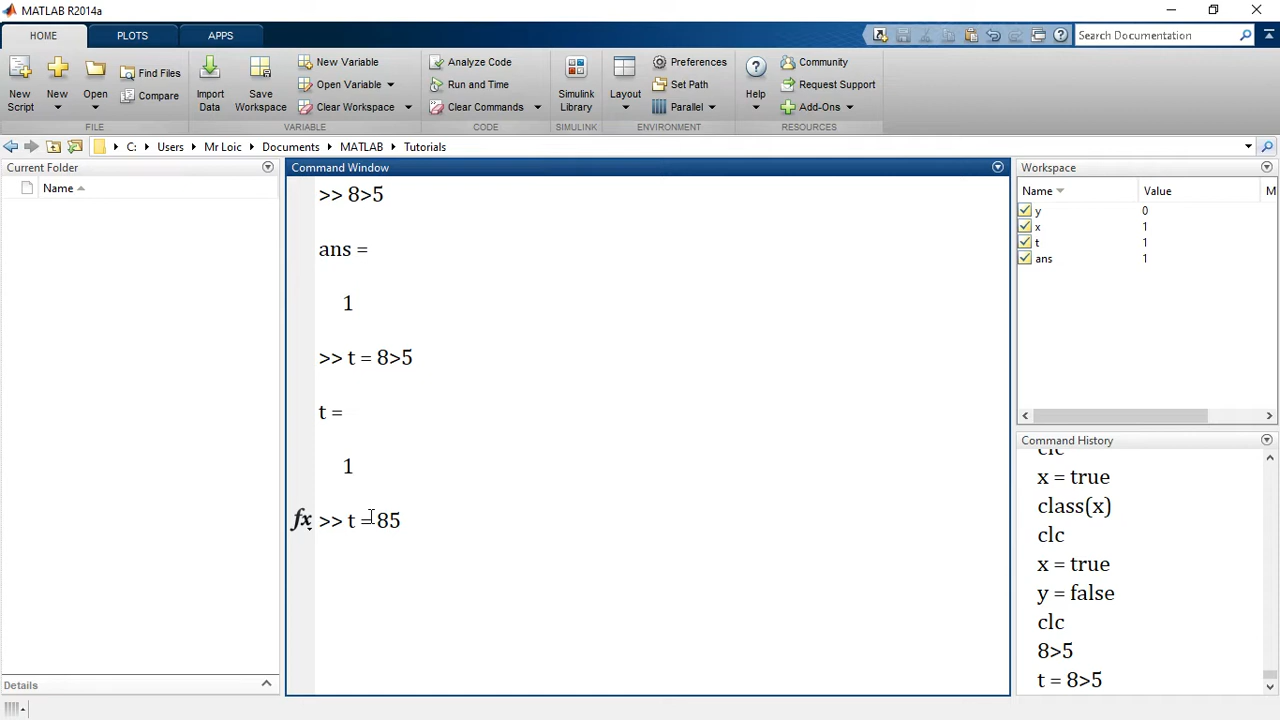 MATLAB R2014a
HOME PLOTS APPS Search Documentation
New Script New Open Find Files Compare Import Data Save Workspace New Variable Open Variable Clear Workspace Analyze Code Run and Time Clear Commands Simulink Library Layout Preferences Set Path Parallel Help Community Request Support Add-Ons
FILE VARIABLE CODE SIMULINK ENVIRONMENT RESOURCES
C: Users Mr Loic Documents MATLAB Tutorials
Current Folder
Name
Details
Command Window
>> 8>5
ans =
1
>> t = 8>5
t =
1
fx >> t = 85
Workspace
Name Value M
y 0
x 1
t 1
ans 1
Command History
clc
x = true
class(x)
clc
x = true
y = false
clc
8>5
t = 8>5